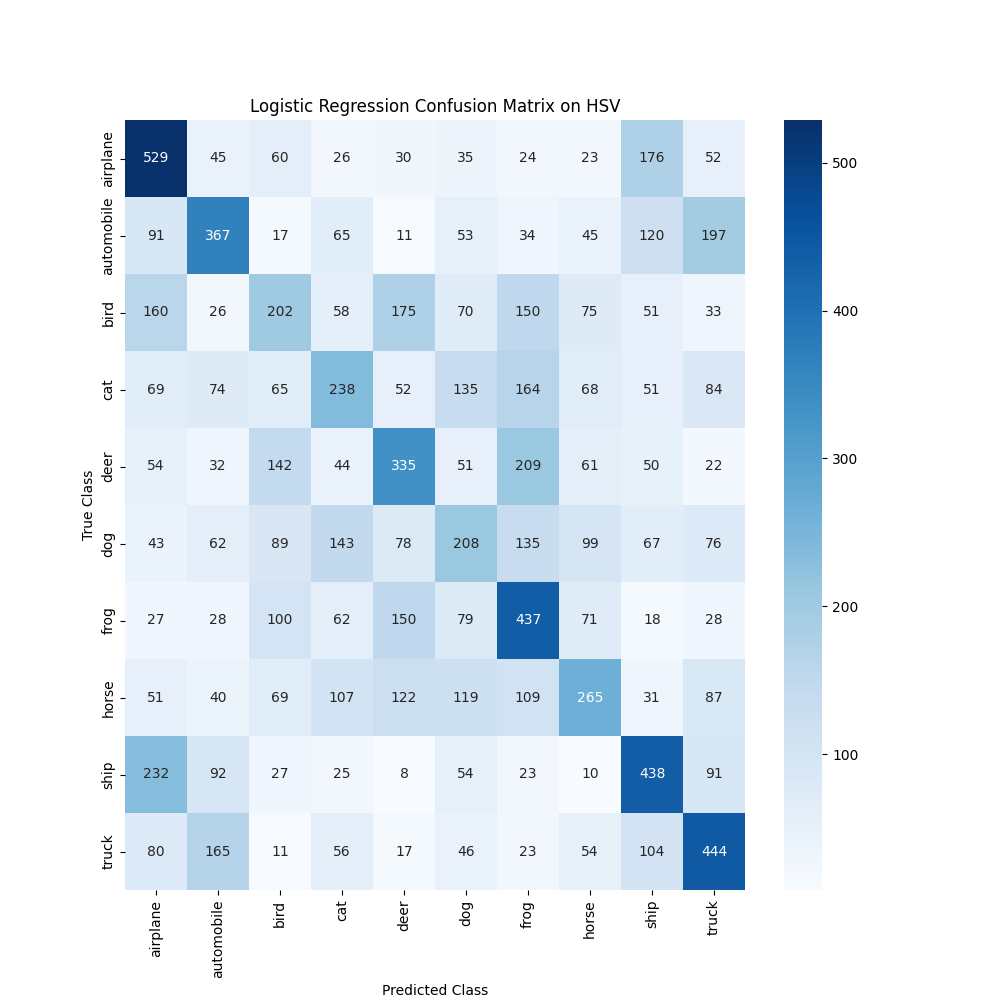 Logistic Regression Confusion Matrix on HSV
airplane 529 45 60 26 30 35 24 23 176 52
automobile 91 367 17 65 11 53 34 45 120 197
bird 160 26 202 58 175 70 150 75 51 33
cat 69 74 65 238 52 135 164 68 51 84
deer 54 32 142 44 335 51 209 61 50 22
dog 43 62 89 143 78 208 135 99 67 76
frog 27 28 100 62 150 79 437 71 18 28
horse 51 40 69 107 122 119 109 265 31 87
ship 232 92 27 25 8 54 23 10 438 91
truck 80 165 11 56 17 46 23 54 104 444
True Class
airplane automobile bird cat deer dog frog horse ship truck
Predicted Class
500
400
300
200
100